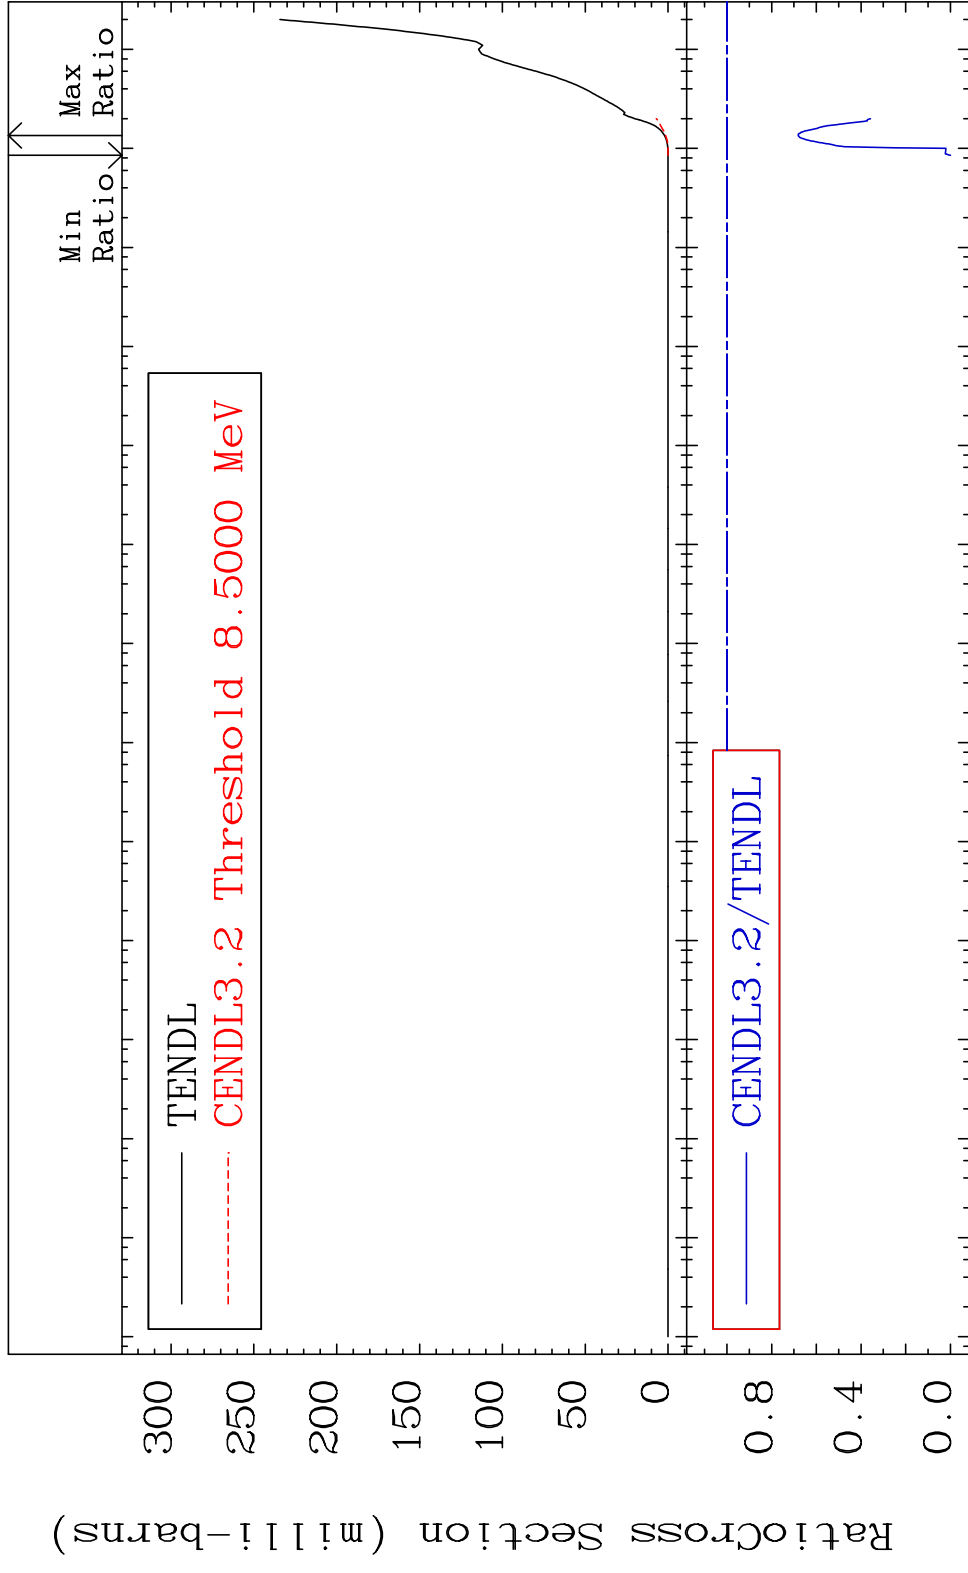 Min
Ratio
Max
Ratio
TENDL
CENDL3.2 Threshold 8.5000 MeV
300
250
200
150
100
50
0
CENDL3.2/TENDL
0.8
0.4
0.0
Cross Section (milli-barns)
Ratio